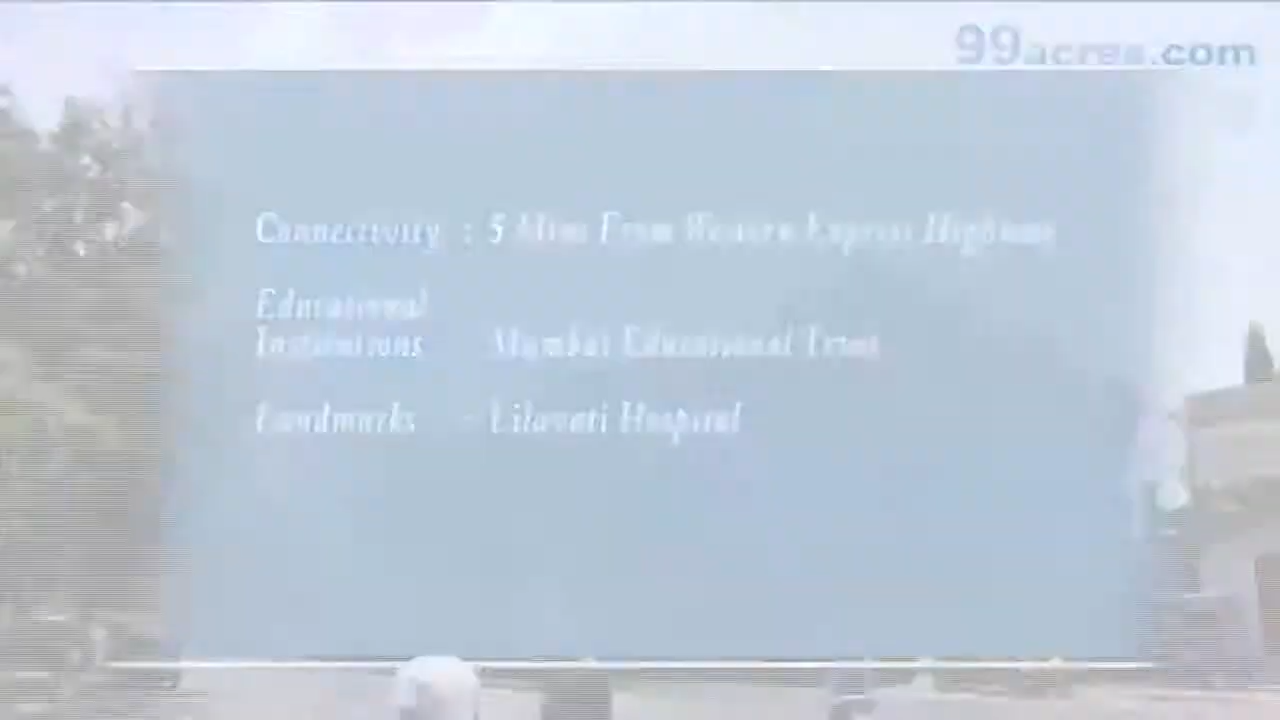 99acres.com
Connectivity : 5 Mins From Western Express Highway
Educational
Institutions : Mumbai Educational Trust
Landmarks : Lilavati Hospital